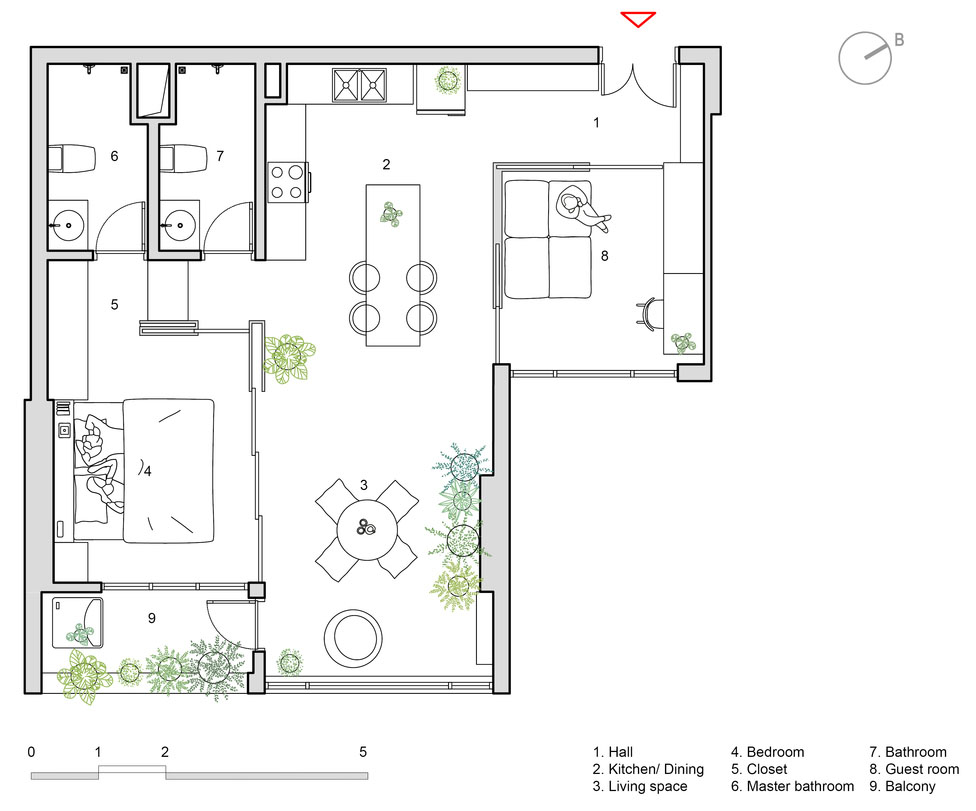 B
1
6
7
2
8
5
4
3
9
0 1 2 5
1. Hall
2. Kitchen/ Dining
3. Living space
4. Bedroom
5. Closet
6. Master bathroom
7. Bathroom
8. Guest room
9. Balcony